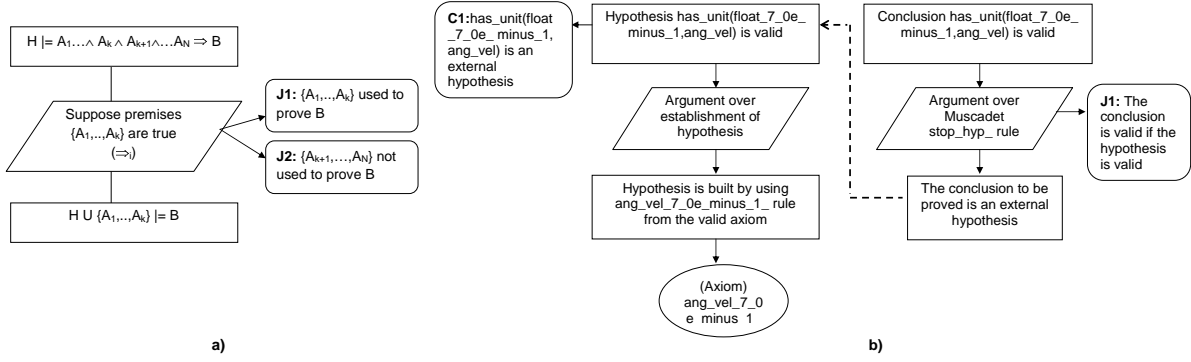 H |= A1...∧ Ak ∧ Ak+1∧...AN ⇒ B
Suppose premises
{A1,..,Ak} are true
(⇒i)
J1: {A1,..,Ak} used to
prove B
J2: {Ak+1,...,AN} not
used to prove B
H U {A1,..,Ak} |= B
a)
C1:has_unit(float
_7_0e_ minus_1,
ang_vel) is an
external
hypothesis
Hypothesis has_unit(float_7_0e_
minus_1,ang_vel) is valid
Argument over
establishment of
hypothesis
Hypothesis is built by using
ang_vel_7_0e_minus_1_ rule
from the valid axiom
(Axiom)
ang_vel_7_0
e_minus_1
Conclusion has_unit(float_7_0e_
minus_1,ang_vel) is valid
Argument over
Muscadet
stop_hyp_ rule
J1: The
conclusion
is valid if the
hypothesis
is valid
The conclusion to be
proved is an external
hypothesis
b)